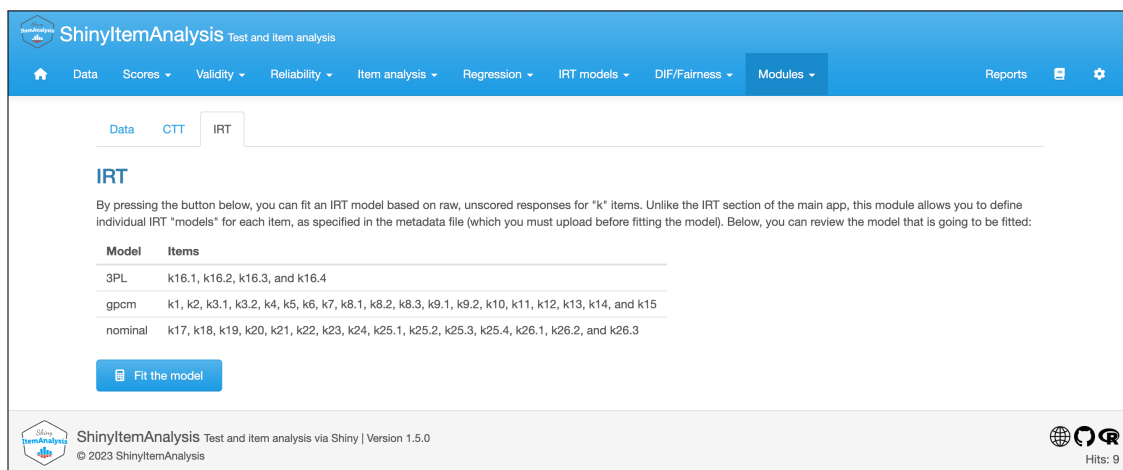 Shiny
ItemAnalysis
ShinyItemAnalysis Test and item analysis
Data Scores Validity Reliability Item analysis Regression IRT models DIF/Fairness Modules Reports
Data CTT IRT
IRT
By pressing the button below, you can fit an IRT model based on raw, unscored responses for "k" items. Unlike the IRT section of the main app, this module allows you to define
individual IRT "models" for each item, as specified in the metadata file (which you must upload before fitting the model). Below, you can review the model that is going to be fitted:
Model Items
3PL k16.1, k16.2, k16.3, and k16.4
gpcm k1, k2, k3.1, k3.2, k4, k5, k6, k7, k8.1, k8.2, k8.3, k9.1, k9.2, k10, k11, k12, k13, k14, and k15
nominal k17, k18, k19, k20, k21, k22, k23, k24, k25.1, k25.2, k25.3, k25.4, k26.1, k26.2, and k26.3
Fit the model
Shiny
ItemAnalysis
ShinyItemAnalysis Test and item analysis via Shiny | Version 1.5.0
© 2023 ShinyItemAnalysis
R
Hits: 9